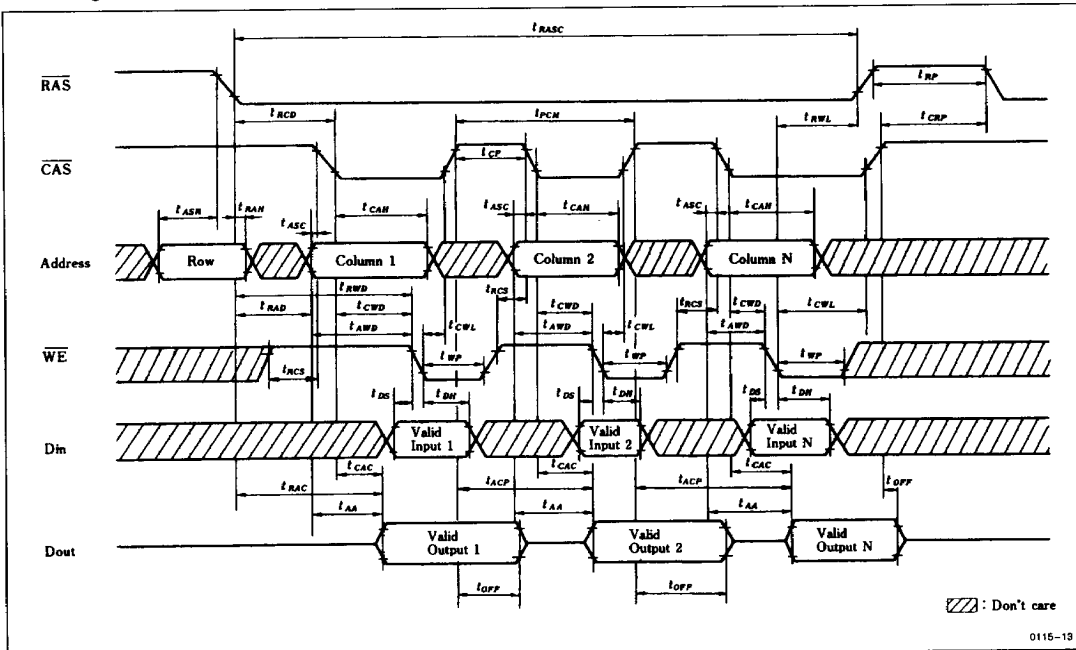 tRASC
RAS
tRP
tRCD
tPCM
tRWL
tCRP
tCP
CAS
tASR
tRAH
tASC
tCAH
tASC
tCAH
tASC
tCAH
Address
Row
Column 1
Column 2
Column N
tRWD
tRCS
tRCS
tRAD
tCWD
tCWD
tCWD
tCWL
tAWD
tCWL
tAWD
tCWL
tAWD
WE
tWP
tWP
tWP
tRCS
tDS
tDH
tDS
tDH
tDS
tDH
Din
Valid
Input 1
Valid
Input 2
Valid
Input N
tCAC
tCAC
tCAC
tRAC
tACP
tACP
tOFF
tAA
tAA
tAA
Dout
Valid
Output 1
Valid
Output 2
Valid
Output N
tOFF
tOFF
: Don't care
0115-13